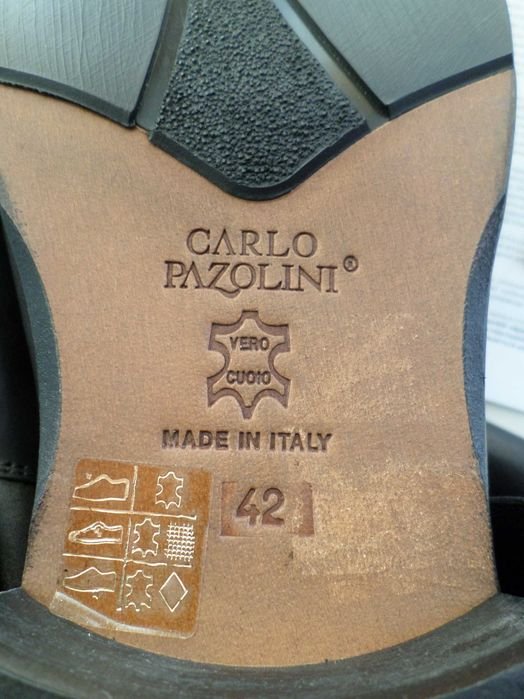 CARLO
PAZOLINI®
VERO
CUOIO
MADE IN ITALY
42